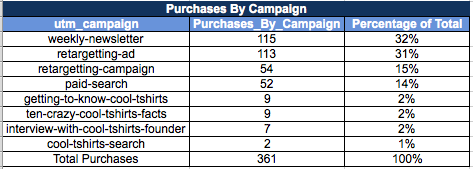 Purchases By Campaign
utm_campaign Purchases_By_Campaign Percentage of Total
weekly-newsletter 115 32%
retargetting-ad 113 31%
retargetting-campaign 54 15%
paid-search 52 14%
getting-to-know-cool-tshirts 9 2%
ten-crazy-cool-tshirts-facts 9 2%
interview-with-cool-tshirts-founder 7 2%
cool-tshirts-search 2 1%
Total Purchases 361 100%